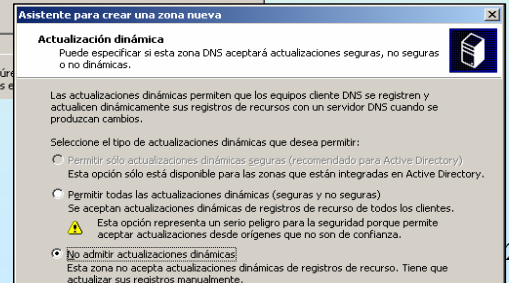 Asistente para crear una zona nueva
Actualización dinámica
Puede especificar si esta zona DNS aceptará actualizaciones seguras, no seguras
o no dinámicas.
Las actualizaciones dinámicas permiten que los equipos cliente DNS se registren y
actualicen dinámicamente sus registros de recursos con un servidor DNS cuando se
produzcan cambios.
Seleccione el tipo de actualizaciones dinámicas que desea permitir:
Permitir sólo actualizaciones dinámicas seguras (recomendado para Active Directory)
Esta opción sólo está disponible para las zonas que están integradas en Active Directory.
Permitir todas las actualizaciones dinámicas (seguras y no seguras)
Se aceptan actualizaciones dinámicas de registros de recurso de todos los clientes.
Esta opción representa un serio peligro para la seguridad porque permite
aceptar actualizaciones desde orígenes que no son de confianza.
No admitir actualizaciones dinámicas
Esta zona no acepta actualizaciones dinámicas de registros de recurso. Tiene que
actualizar sus registros manualmente.